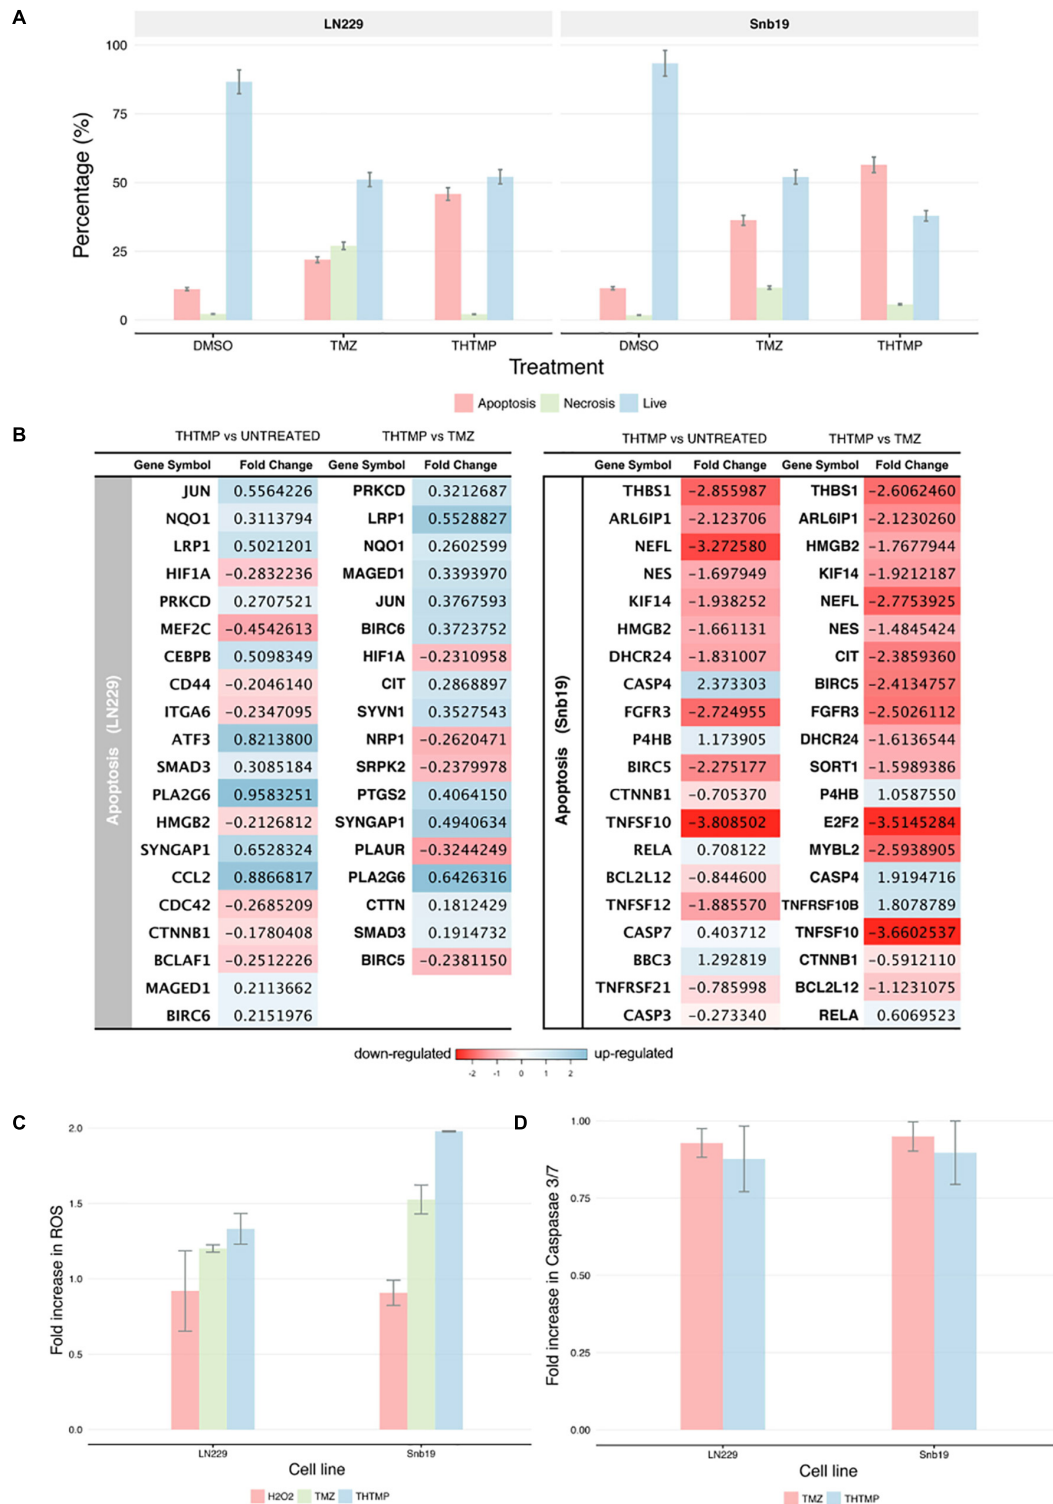 A
LN229 Snb19
Percentage (%)
100
75
50
25
0
DMSO TMZ THTMP DMSO TMZ THTMP
Treatment
Apoptosis Necrosis Live
B
THTMP vs UNTREATED THTMP vs TMZ THTMP vs UNTREATED THTMP vs TMZ
Gene Symbol Fold Change Gene Symbol Fold Change Gene Symbol Fold Change Gene Symbol Fold Change
Apoptosis (LN229)
JUN 0.5564226 PRKCD 0.3212687
NQO1 0.3113794 LRP1 0.5528827
LRP1 0.5021201 NQO1 0.2602599
HIF1A -0.2832236 MAGED1 0.3393970
PRKCD 0.2707521 JUN 0.3767593
MEF2C -0.4542613 BIRC6 0.3723752
CEBPB 0.5098349 HIF1A -0.2310958
CD44 -0.2046140 CIT 0.2868897
ITGA6 -0.2347095 SYVN1 0.3527543
ATF3 0.8213800 NRP1 -0.2620471
SMAD3 0.3085184 SRPK2 -0.2379978
PLA2G6 0.9583251 PTGS2 0.4064150
HMGB2 -0.2126812 SYNGAP1 0.4940634
SYNGAP1 0.6528324 PLAUR -0.3244249
CCL2 0.8866817 PLA2G6 0.6426316
CDC42 -0.2685209 CTTN 0.1812429
CTNNB1 -0.1780408 SMAD3 0.1914732
BCLAF1 -0.2512226 BIRC5 -0.2381150
MAGED1 0.2113662
BIRC6 0.2151976
Apoptosis (Snb19)
THBS1 -2.855987 THBS1 -2.6062460
ARL6IP1 -2.123706 ARL6IP1 -2.1230260
NEFL -3.272580 HMGB2 -1.7677944
NES -1.697949 KIF14 -1.9212187
KIF14 -1.938252 NEFL -2.7753925
HMGB2 -1.661131 NES -1.4845424
DHCR24 -1.831007 CIT -2.3859360
CASP4 2.373303 BIRC5 -2.4134757
FGFR3 -2.724955 FGFR3 -2.5026112
P4HB 1.173905 DHCR24 -1.6136544
BIRC5 -2.275177 SORT1 -1.5989386
CTNNB1 -0.705370 P4HB 1.0587550
TNFSF10 -3.808502 E2F2 -3.5145284
RELA 0.708122 MYBL2 -2.5938905
BCL2L12 -0.844600 CASP4 1.9194716
TNFSF12 -1.885570 TNFRSF10B 1.8078789
CASP7 0.403712 TNFSF10 -3.6602537
BBC3 1.292819 CTNNB1 -0.5912110
TNFRSF21 -0.785998 BCL2L12 -1.1231075
CASP3 -0.273340 RELA 0.6069523
down-regulated up-regulated
-2 -1 0 1 2
C
Fold increase in ROS
2.0
1.5
1.0
0.5
0.0
LN229 Snb19
Cell line
H2O2 TMZ THTMP
D
Fold increase in Caspasae 3/7
1.00
0.75
0.50
0.25
0.00
LN229 Snb19
Cell line
TMZ THTMP